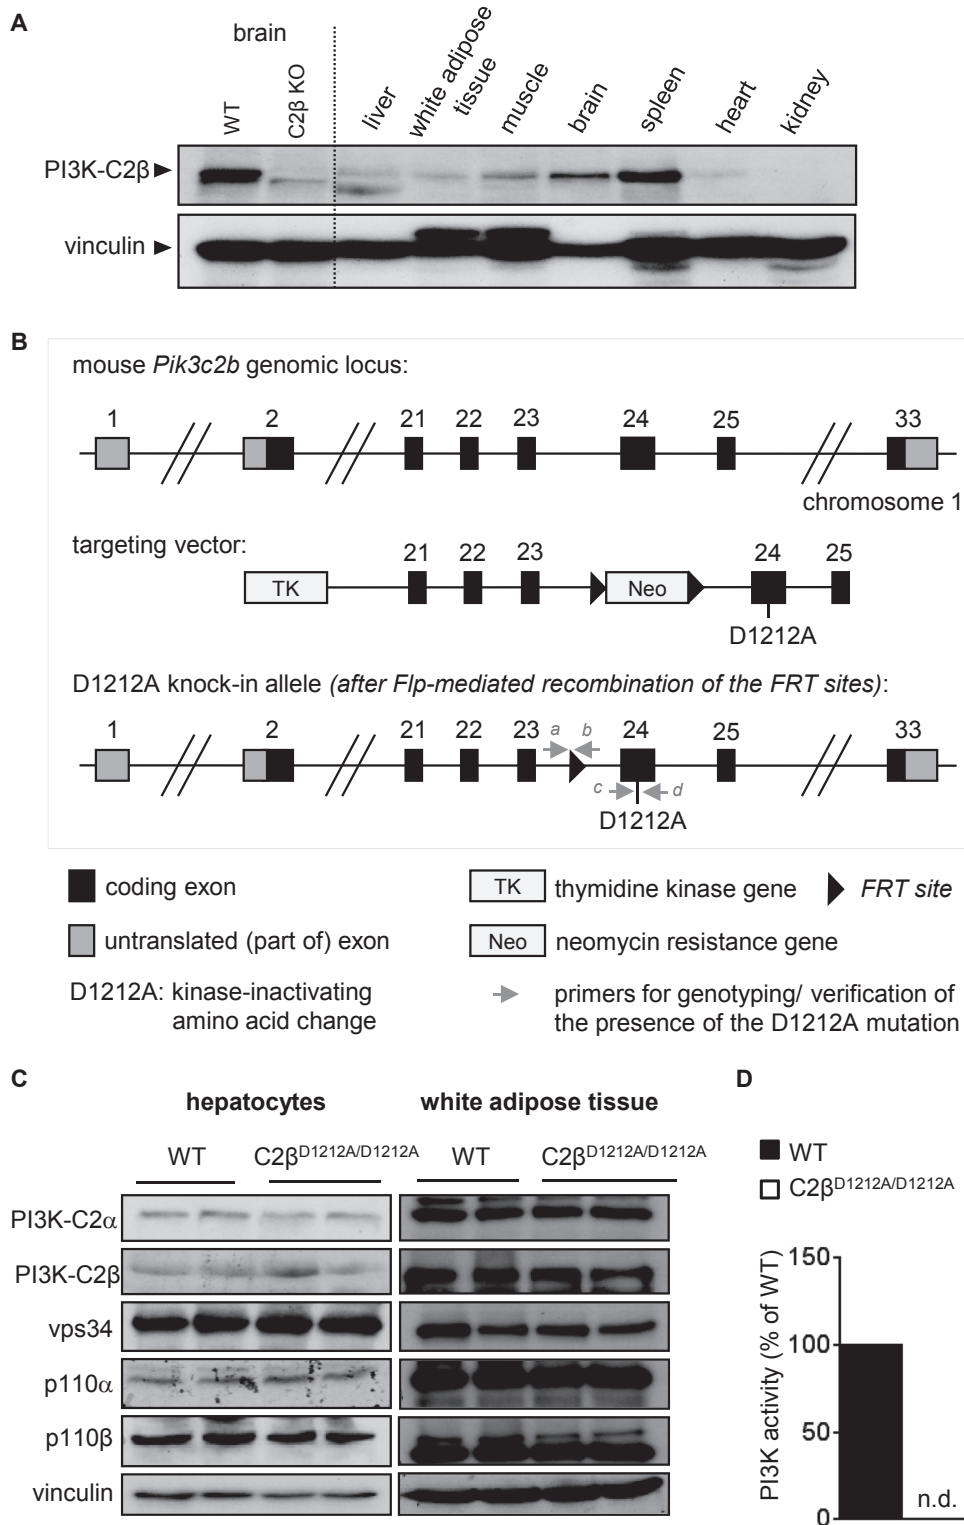 A
brain
WT
C2β KO
liver
white adipose
tissue
muscle
brain
spleen
heart
kidney
PI3K-C2β
vinculin
B
mouse Pik3c2b genomic locus:
1 2 21 22 23 24 25 33
chromosome 1
targeting vector:
21 22 23 24 25
TK Neo
D1212A
D1212A knock-in allele (after Flp-mediated recombination of the FRT sites):
1 2 21 22 23 24 25 33
a b
c d
D1212A
coding exon
TK thymidine kinase gene
FRT site
untranslated (part of) exon
Neo neomycin resistance gene
D1212A: kinase-inactivating
amino acid change
primers for genotyping/ verification of
the presence of the D1212A mutation
C
hepatocytes white adipose tissue
WT C2βD1212A/D1212A WT C2βD1212A/D1212A
PI3K-C2α
PI3K-C2β
vps34
p110α
p110β
vinculin
D
WT
C2βD1212A/D1212A
PI3K activity (% of WT)
150
100
50
0
n.d.